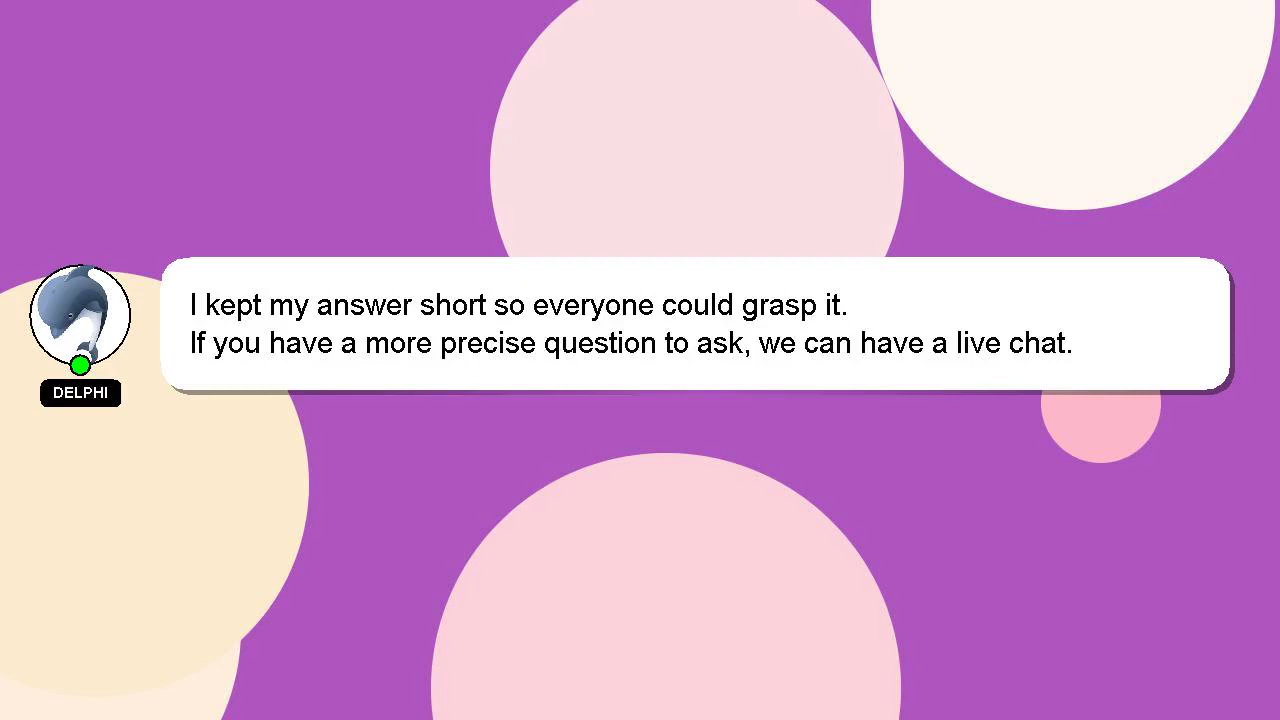 I kept my answer short so everyone could grasp it.
If you have a more precise question to ask, we can have a live chat.
DELPHI